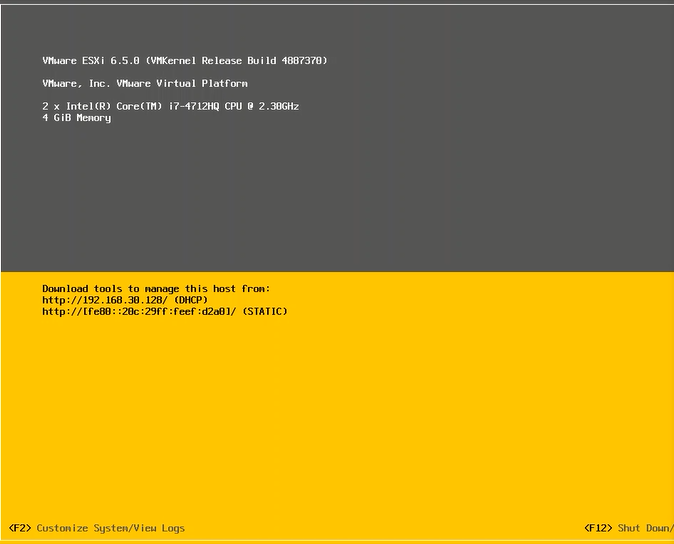 VMware ESXi 6.5.0 (VMKernel Release Build 4887370)
VMware, Inc. VMware Virtual Platform
2 x Intel(R) Core(TM) i7-4712HQ CPU @ 2.30GHz
4 GiB Memory
Download tools to manage this host from:
http://192.168.30.128/ (DHCP)
http://[fe80::20c:29ff:feef:d2a0]/ (STATIC)
<F2> Customize System/View Logs
<F12> Shut Down/